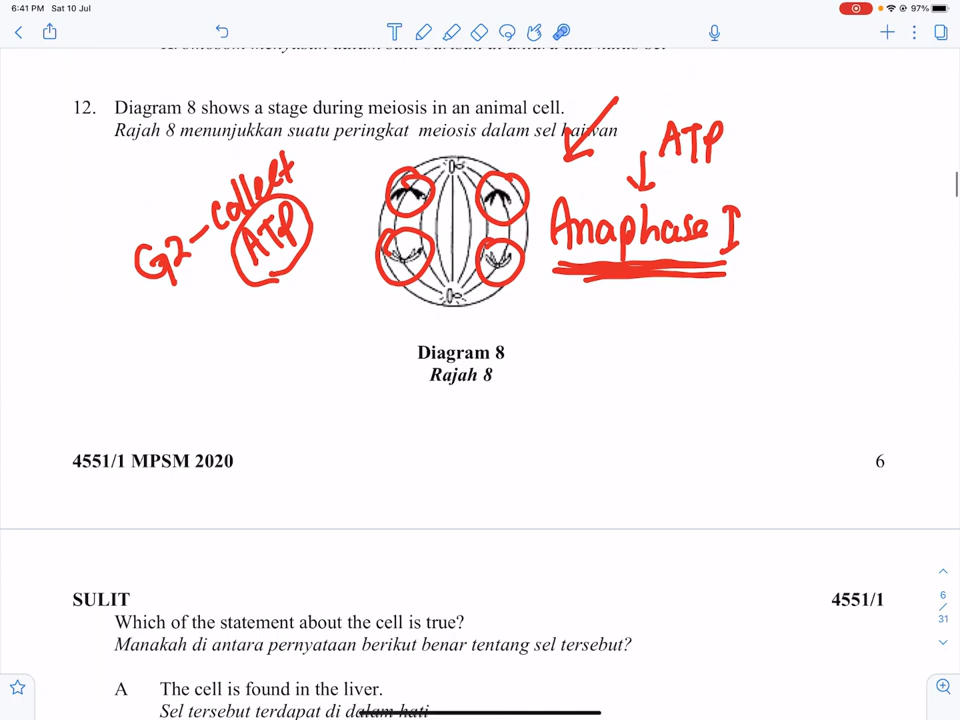 6:41 PM Sat 10 Jul
97%
12. Diagram 8 shows a stage during meiosis in an animal cell.
Rajah 8 menunjukkan suatu peringkat meiosis dalam sel haiwan
G2 - collect
ATP
ATP
Anaphase I
Diagram 8
Rajah 8
4551/1 MPSM 2020
6
SULIT
4551/1
Which of the statement about the cell is true?
Manakah di antara pernyataan berikut benar tentang sel tersebut?
A The cell is found in the liver.
Sel tersebut terdapat di dalam hati
6
/
31